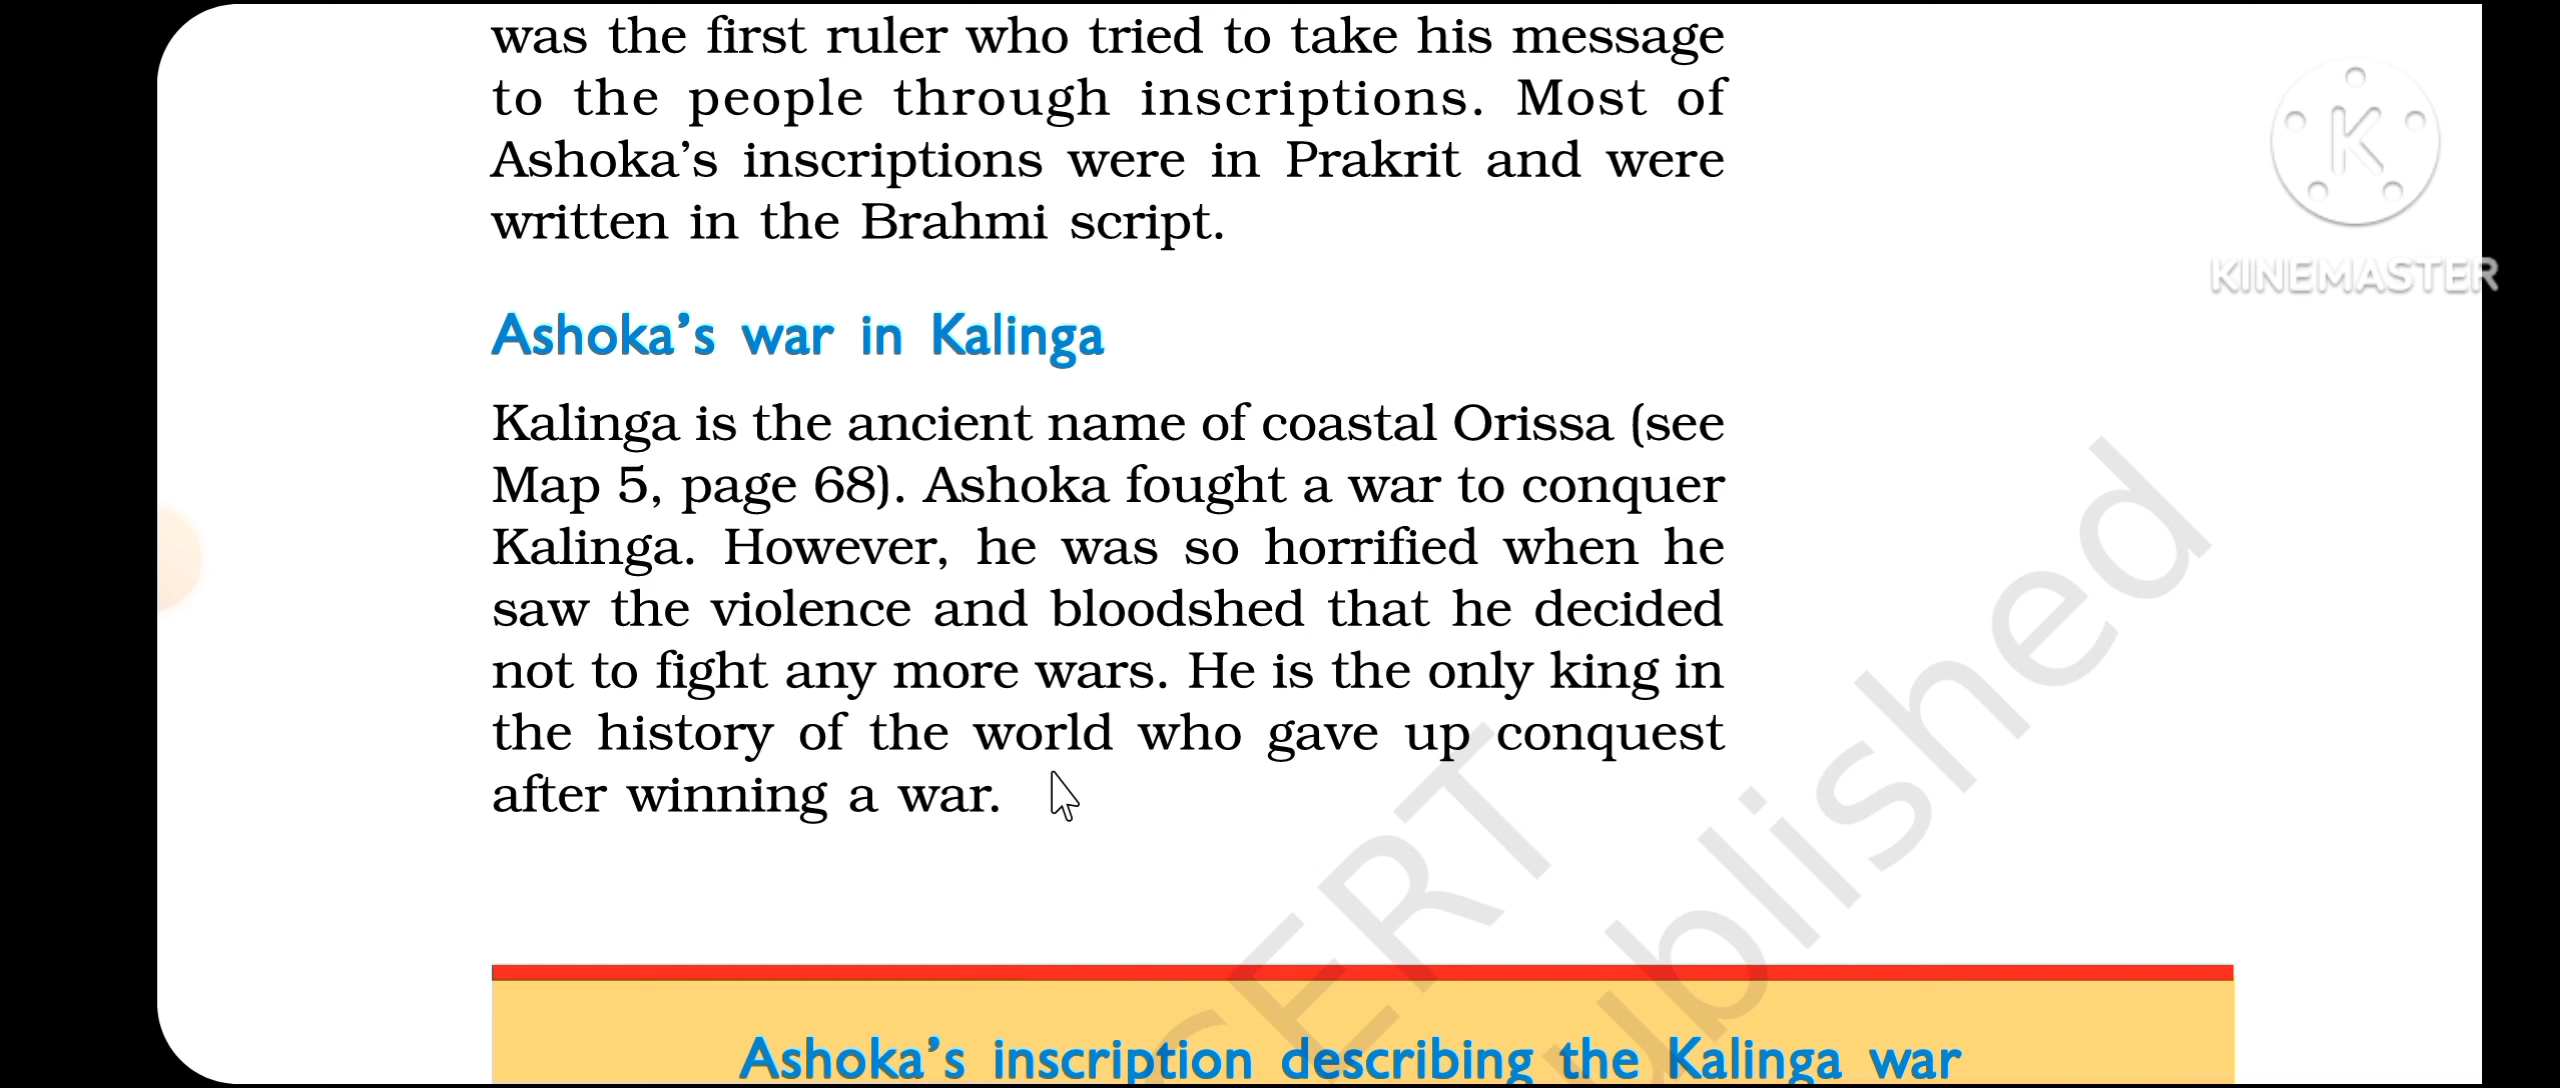 was the first ruler who tried to take his message
to the people through inscriptions. Most of
Ashoka’s inscriptions were in Prakrit and were
written in the Brahmi script.
Ashoka’s war in Kalinga
Kalinga is the ancient name of coastal Orissa (see
Map 5, page 68). Ashoka fought a war to conquer
Kalinga. However, he was so horrified when he
saw the violence and bloodshed that he decided
not to fight any more wars. He is the only king in
the history of the world who gave up conquest
after winning a war.
Ashoka’s inscription describing the Kalinga war
K
KINEMASTER